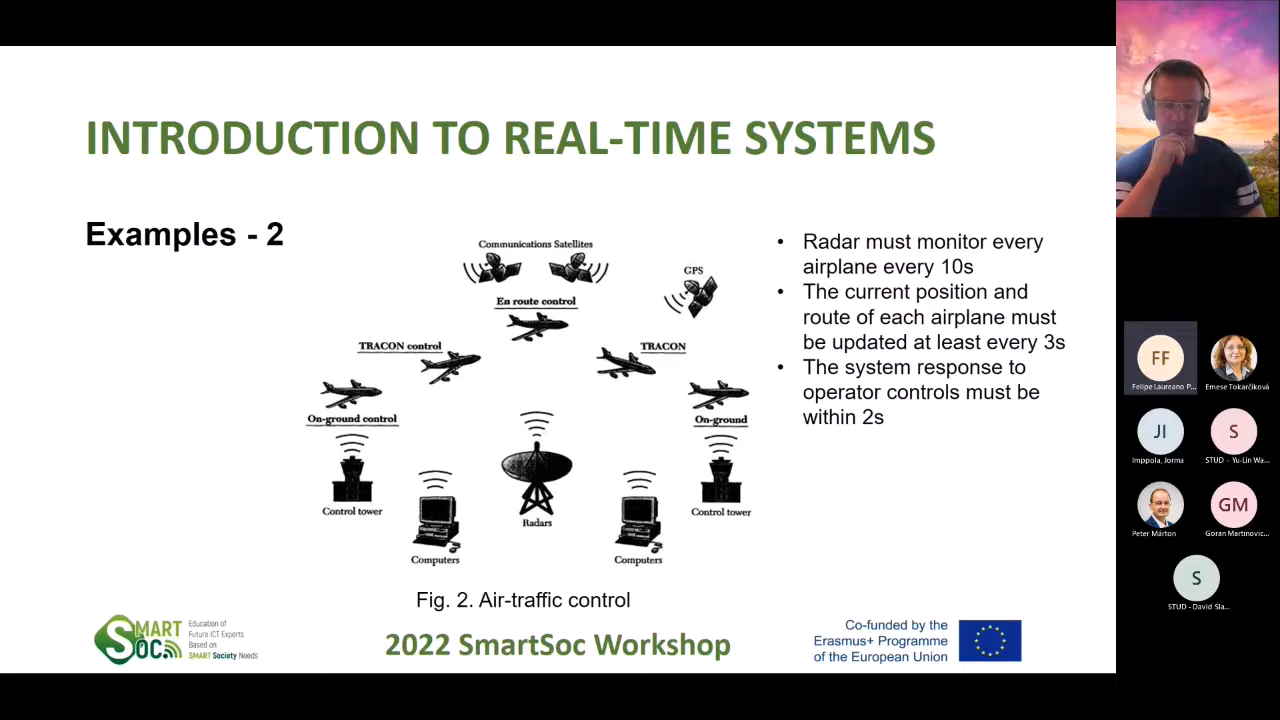 INTRODUCTION TO REAL-TIME SYSTEMS
Examples - 2
Communications Satellites
GPS
En route control
TRACON control
TRACON
On-ground control
On-ground
Control tower
Radars
Control tower
Computers
Computers
Fig. 2. Air-traffic control
• Radar must monitor every
airplane every 10s
• The current position and
route of each airplane must
be updated at least every 3s
• The system response to
operator controls must be
within 2s
SMART
SOC
Education of
Future ICT Experts
Based on
SMART Society Needs
2022 SmartSoc Workshop
Co-funded by the
Erasmus+ Programme
of the European Union
FF
Felipe Laureano P...
Emese Tokarčíková
JI
Imppola, Jorma
S
STUD - Yu-Lin Wa...
Peter Márton
GM
Goran Martinovic...
S
STUD - David Sla...